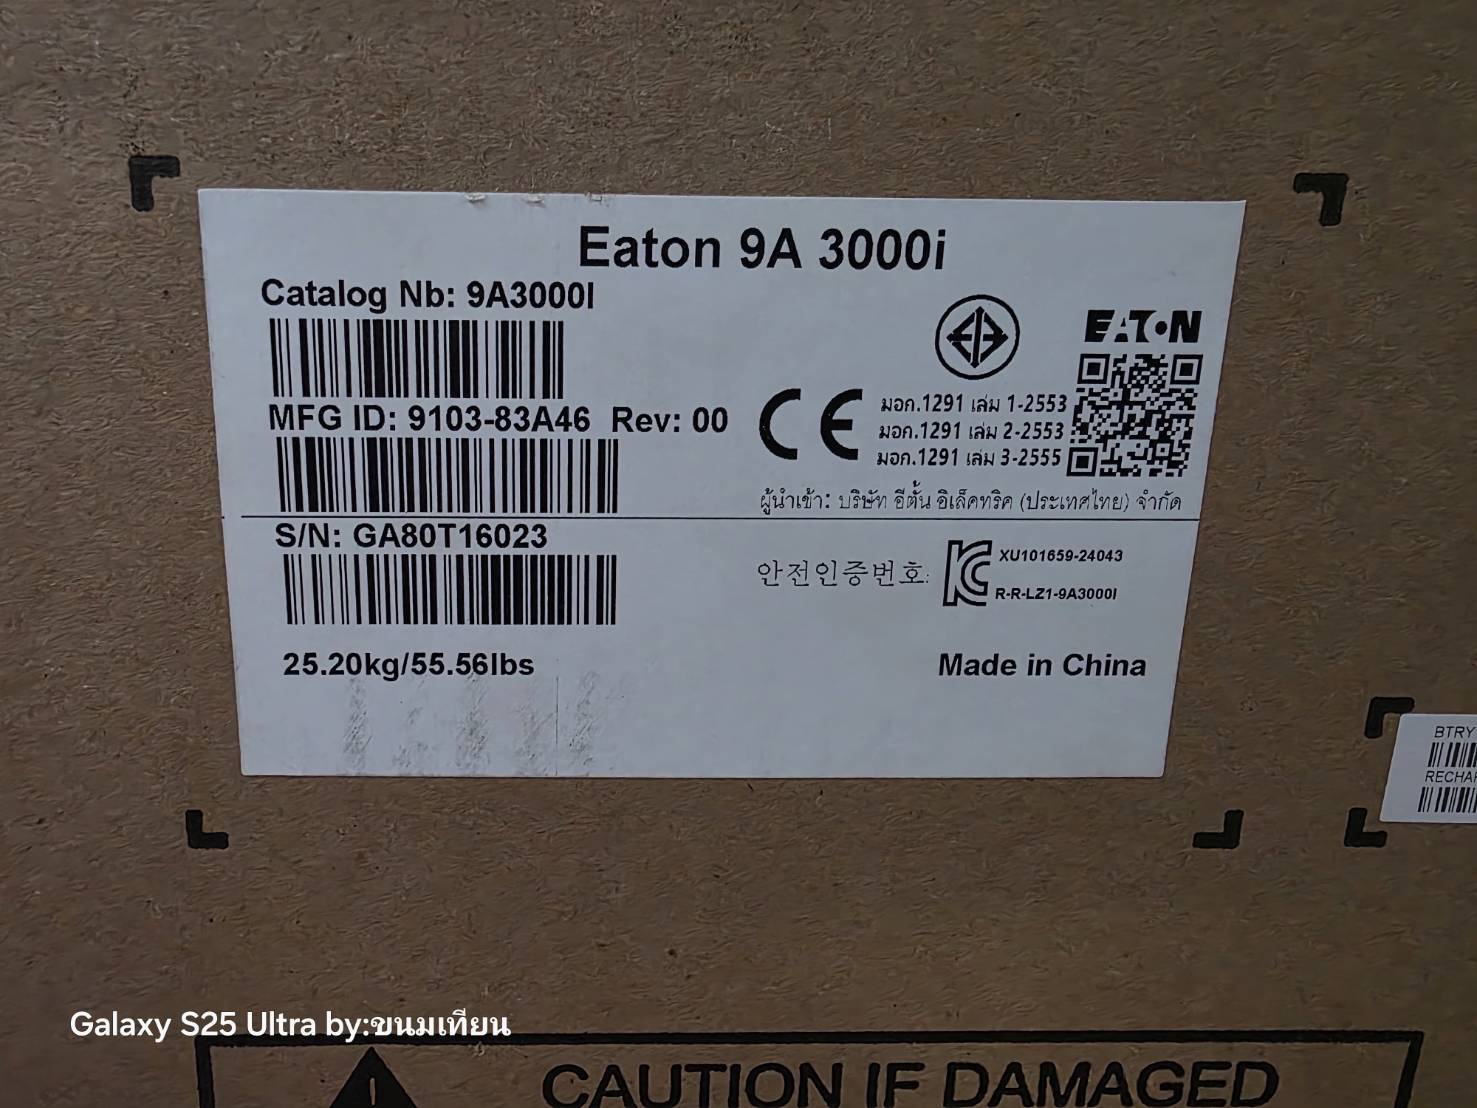 Eaton 9A 3000i
Catalog Nb: 9A3000I
EATON
MFG ID: 9103-83A46 Rev: 00
CE
มอก.1291 เล่ม 1-2553
มอก.1291 เล่ม 2-2553
มอก.1291 เล่ม 3-2555
ผู้นำเข้า: บริษัท อีตั้น อิเล็คทริค (ประเทศไทย) จำกัด
S/N: GA80T16023
안전인증번호:
XU101659-24043
R-R-LZ1-9A3000I
25.20kg/55.56lbs
Made in China
BTRY
Galaxy S25 Ultra by:ขนมเทียน
CAUTION IF DAMAGED